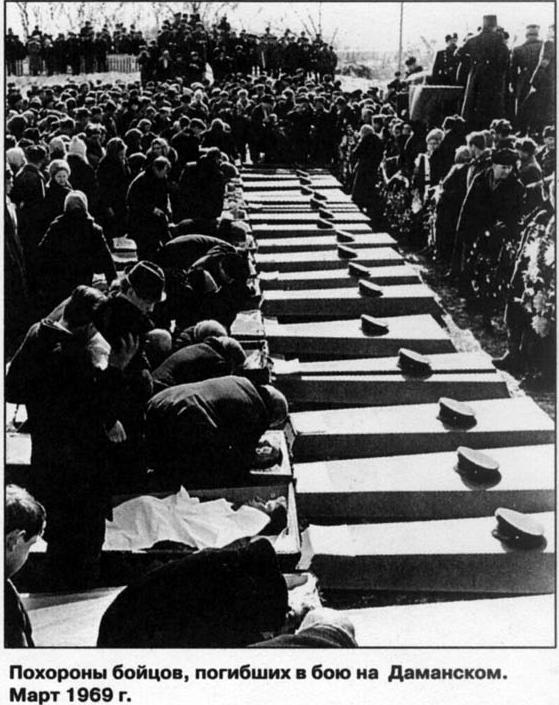 Похороны бойцов, погибших в бою на Даманском.
Март 1969 г.